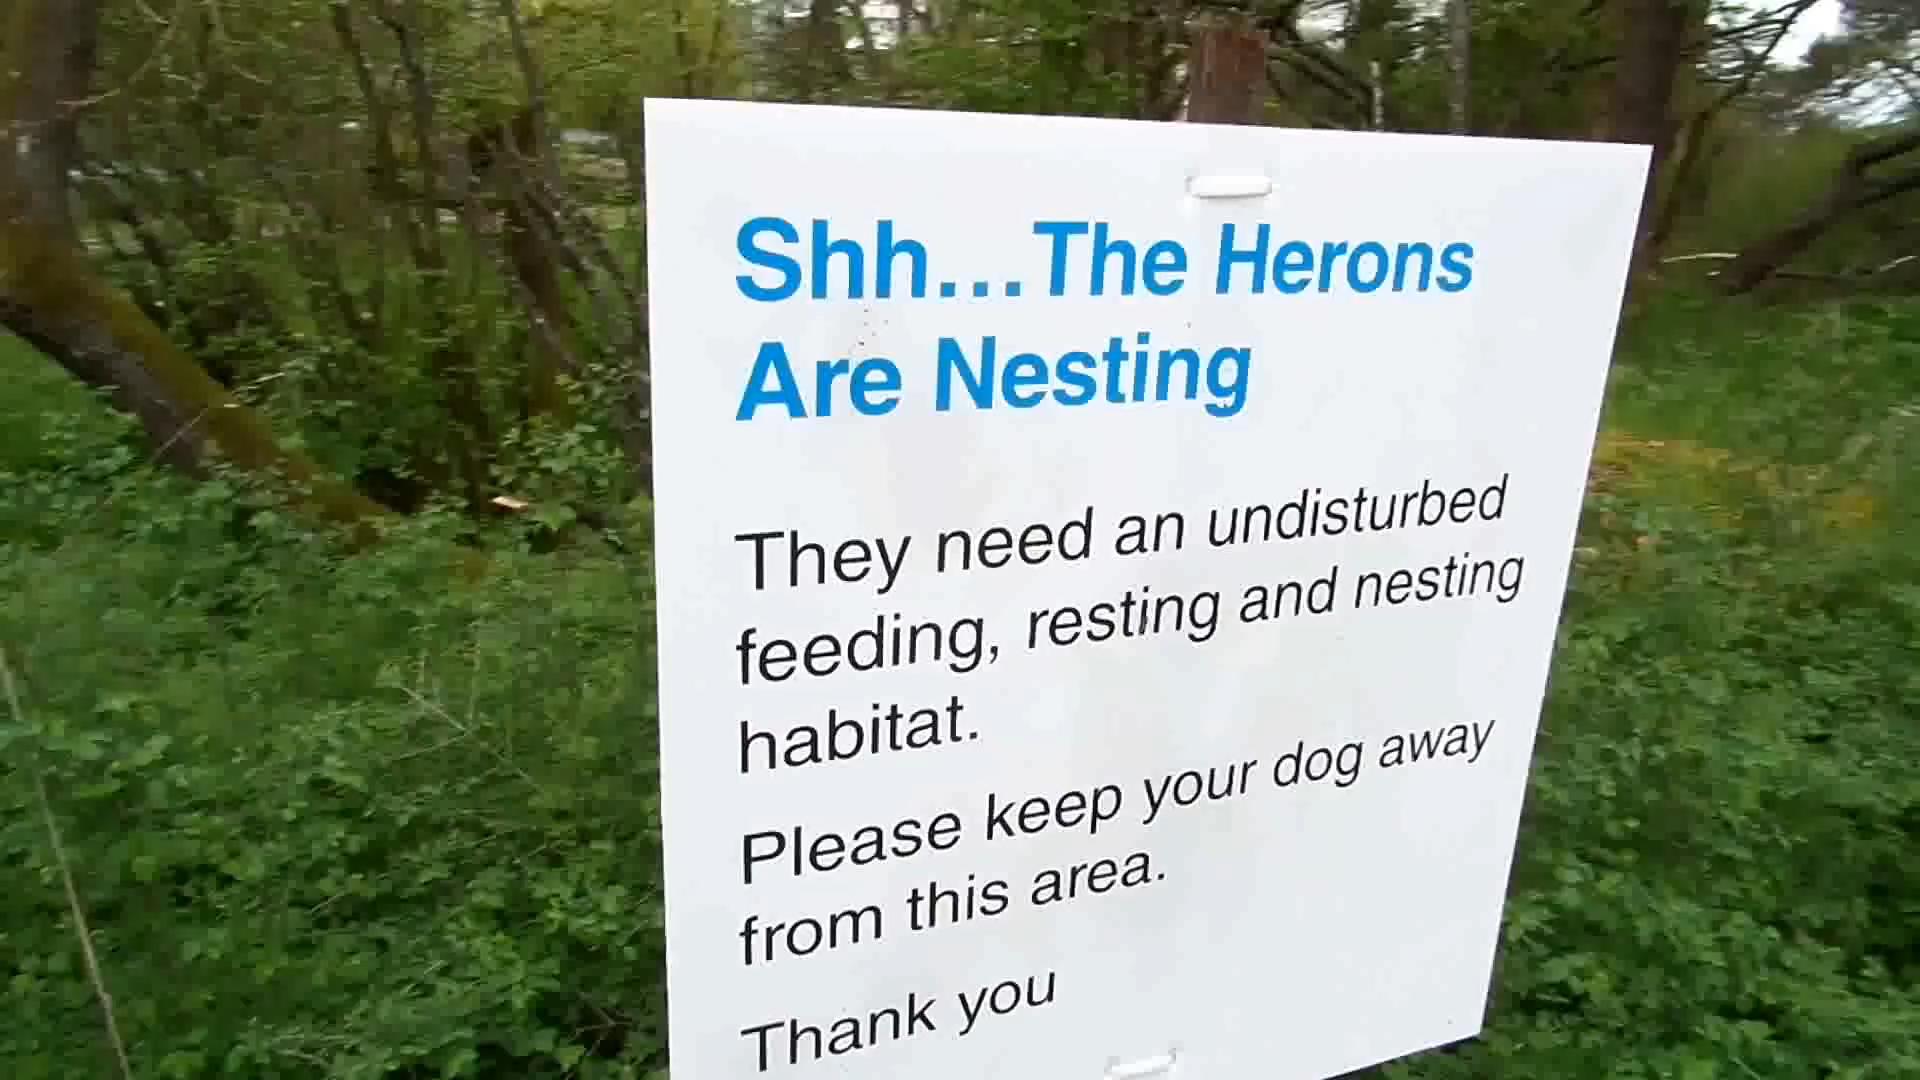 Shh...The Herons
Are Nesting
They need an undisturbed
feeding, resting and nesting
habitat.
Please keep your dog away
from this area.
Thank you